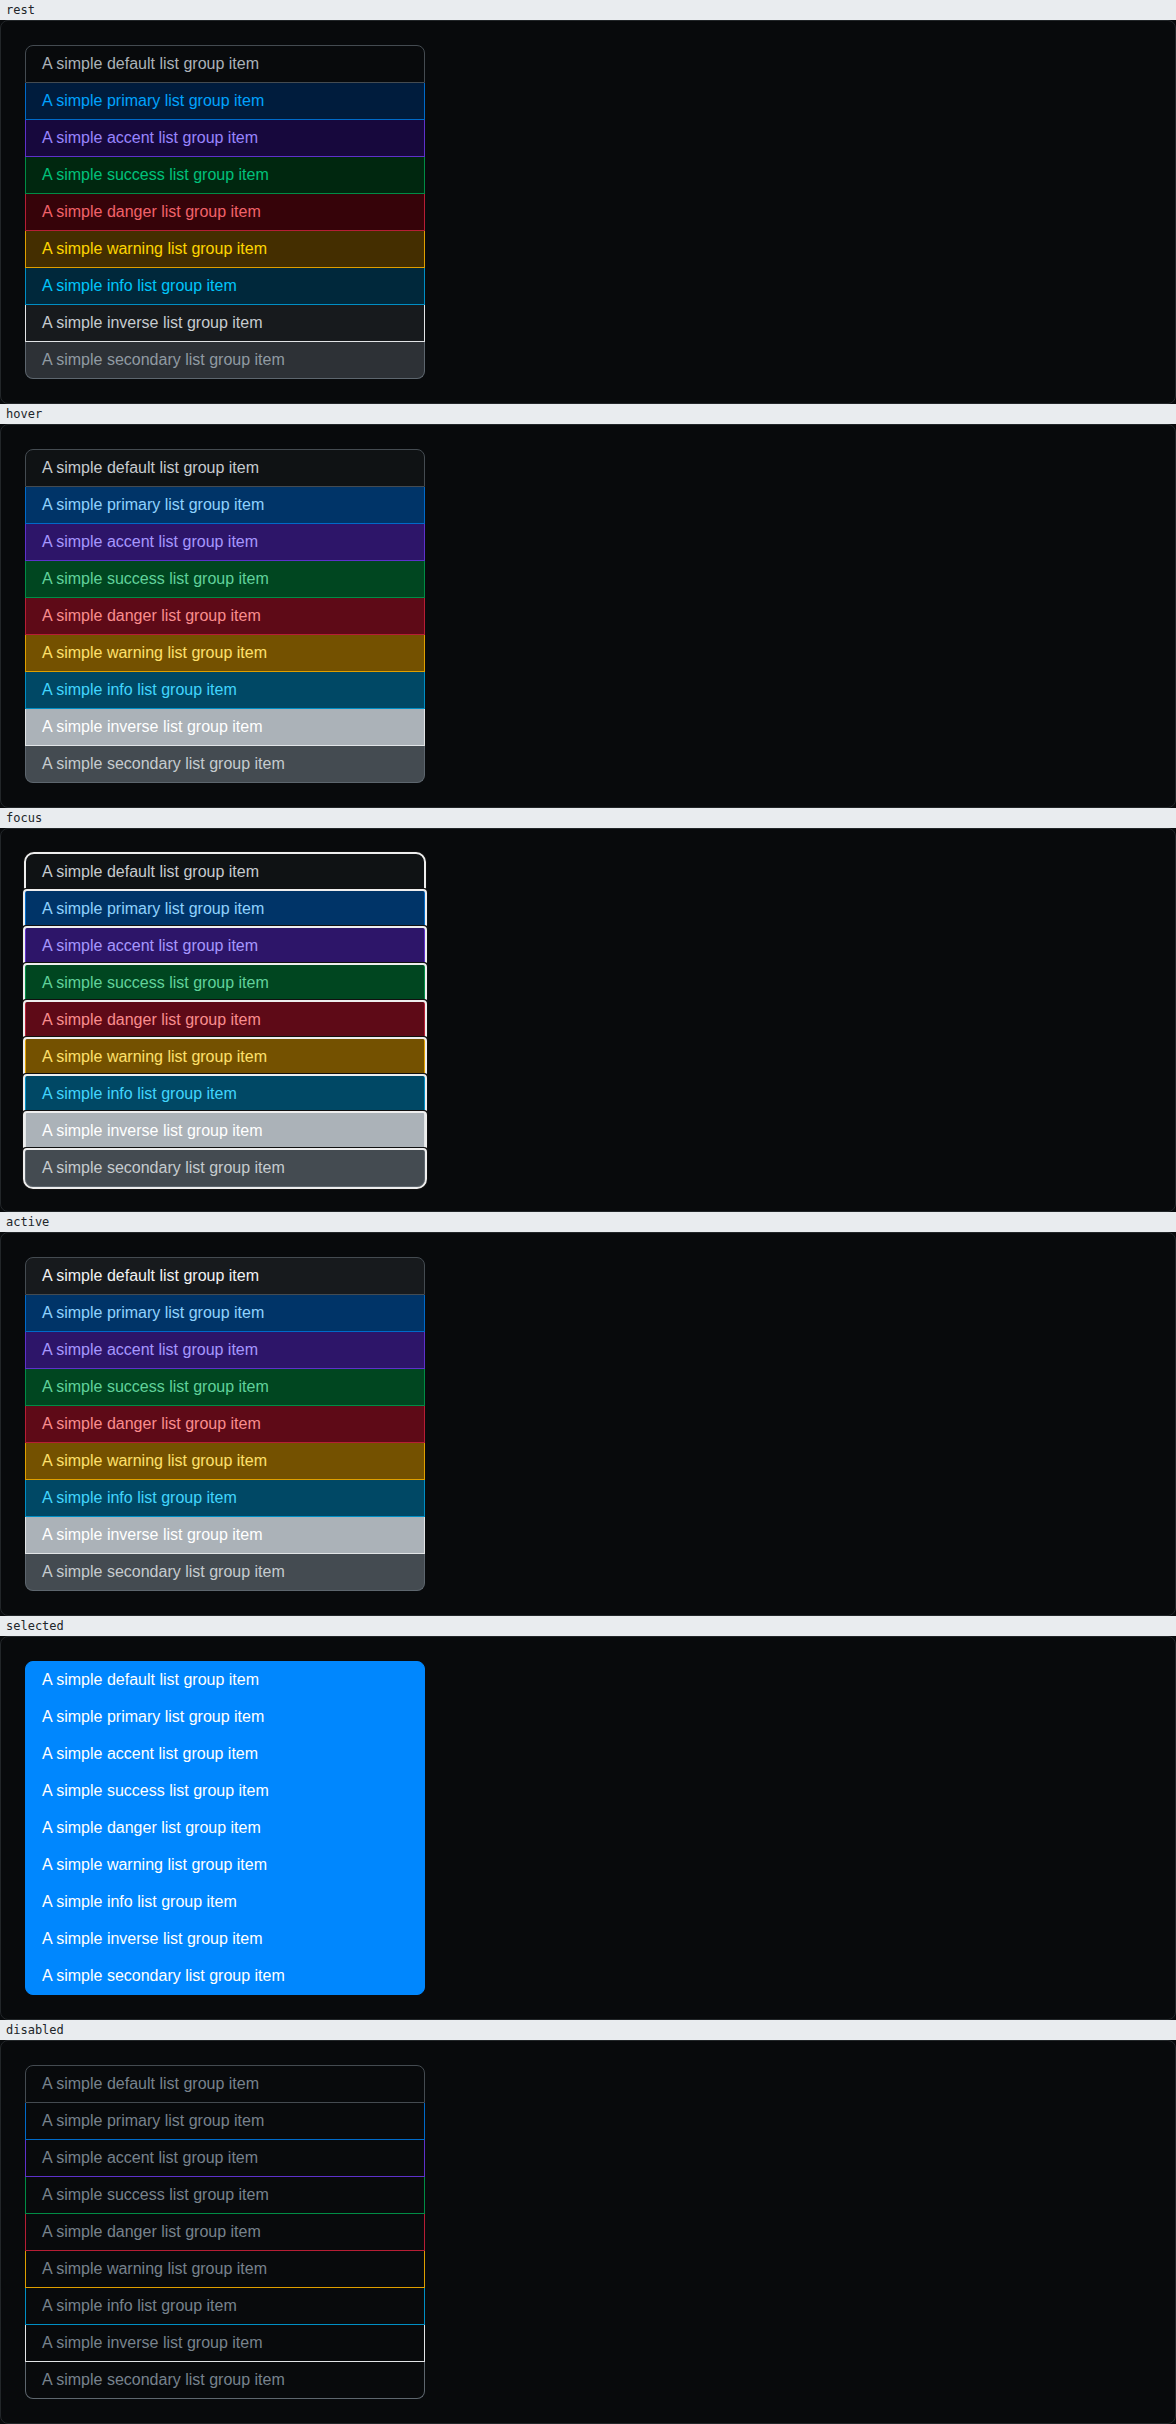 rest
A simple default list group item
A simple primary list group item
A simple accent list group item
A simple success list group item
A simple danger list group item
A simple warning list group item
A simple info list group item
A simple inverse list group item
A simple secondary list group item
hover
A simple default list group item
A simple primary list group item
A simple accent list group item
A simple success list group item
A simple danger list group item
A simple warning list group item
A simple info list group item
A simple inverse list group item
A simple secondary list group item
focus
A simple default list group item
A simple primary list group item
A simple accent list group item
A simple success list group item
A simple danger list group item
A simple warning list group item
A simple info list group item
A simple inverse list group item
A simple secondary list group item
active
A simple default list group item
A simple primary list group item
A simple accent list group item
A simple success list group item
A simple danger list group item
A simple warning list group item
A simple info list group item
A simple inverse list group item
A simple secondary list group item
selected
A simple default list group item
A simple primary list group item
A simple accent list group item
A simple success list group item
A simple danger list group item
A simple warning list group item
A simple info list group item
A simple inverse list group item
A simple secondary list group item
disabled
A simple default list group item
A simple primary list group item
A simple accent list group item
A simple success list group item
A simple danger list group item
A simple warning list group item
A simple info list group item
A simple inverse list group item
A simple secondary list group item